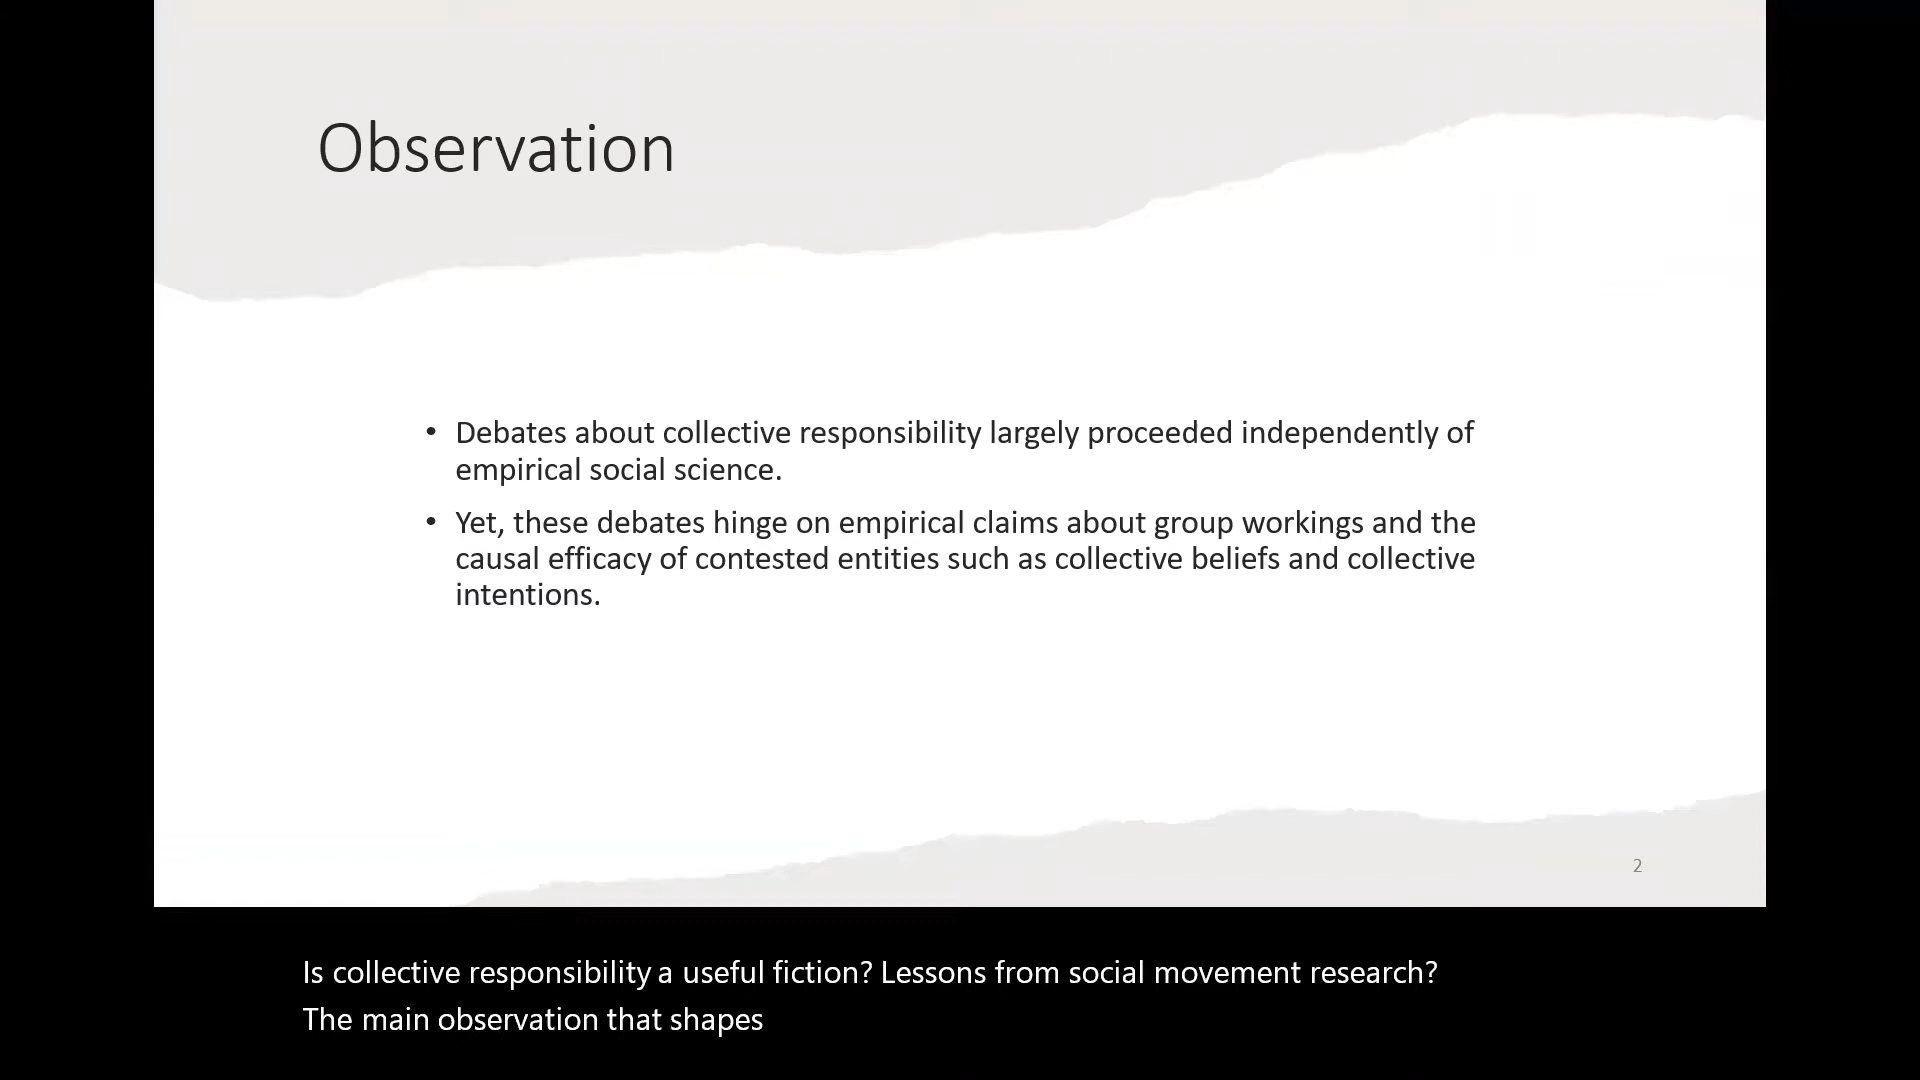 Observation
• Debates about collective responsibility largely proceeded independently of
empirical social science.
• Yet, these debates hinge on empirical claims about group workings and the
causal efficacy of contested entities such as collective beliefs and collective
intentions.
2
Is collective responsibility a useful fiction? Lessons from social movement research?
The main observation that shapes